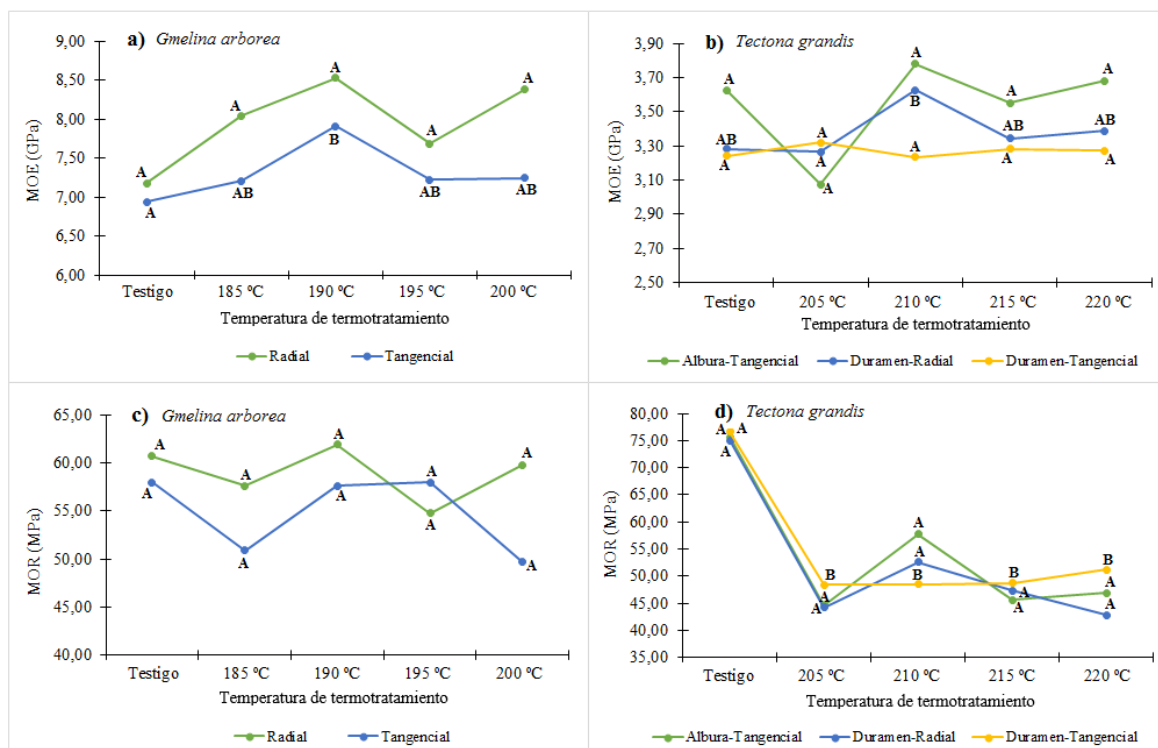 a) Gmelina arborea
MOE (GPa)
9,00
8,50
8,00
7,50
7,00
6,50
6,00
A
A
A
A
A
A
AB
B
AB
AB
Testigo 185 ºC 190 ºC 195 ºC 200 ºC
Temperatura de termotratamiento
Radial Tangencial
b) Tectona grandis
MOE (GPa)
3,90
3,70
3,50
3,30
3,10
2,90
2,70
2,50
A
AB
A
A
A
A
A
B
A
A
AB
A
A
AB
A
Testigo 205 ºC 210 ºC 215 ºC 220 ºC
Temperatura de termotratamiento
Albura-Tangencial Duramen-Radial Duramen-Tangencial
c) Gmelina arborea
MOR (MPa)
65,00
60,00
55,00
50,00
45,00
40,00
A
A
A
A
A
A
A
A
A
A
Testigo 185 ºC 190 ºC 195 ºC 200 ºC
Temperatura de termotratamiento
Radial Tangencial
d) Tectona grandis
MOR (MPa)
80,00
75,00
70,00
65,00
60,00
55,00
50,00
45,00
40,00
35,00
A A
A
B
A
A
A
A
B
B
A
A
B
A
A
Testigo 205 ºC 210 ºC 215 ºC 220 ºC
Temperatura de termotratamiento
Albura-Tangencial Duramen-Radial Duramen-Tangencial